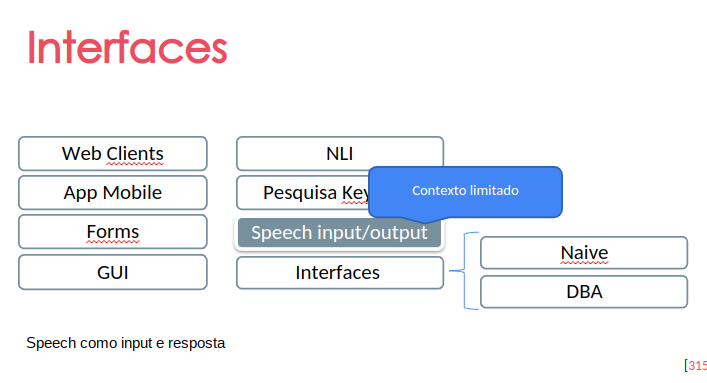 Interfaces
Web Clients
App Mobile
Forms
GUI
NLI
Pesquisa Key
Contexto limitado
Speech input/output
Interfaces
Naive
DBA
Speech como input e resposta
[315